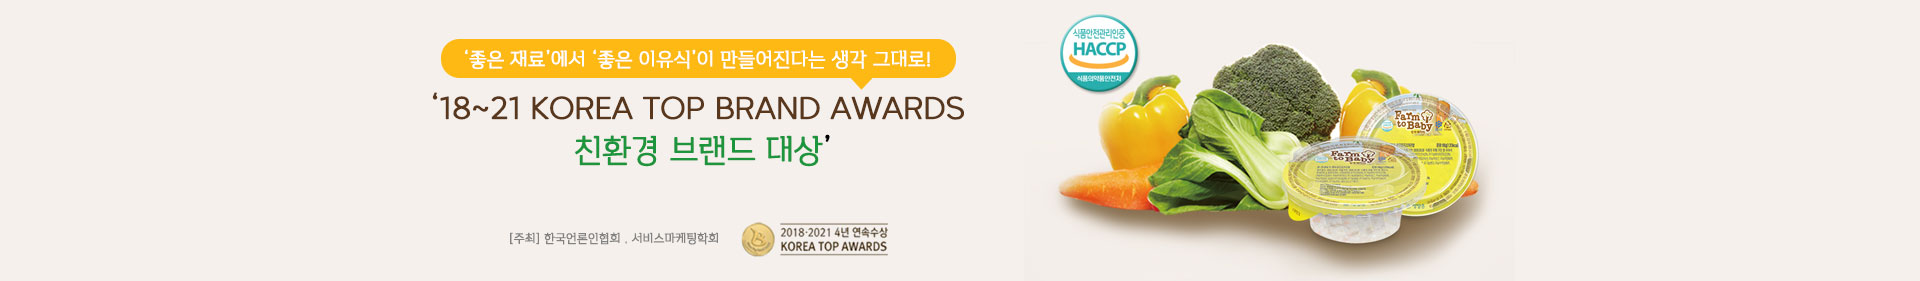 ‘좋은 재료’에서 ‘좋은 이유식’이 만들어진다는 생각 그대로!
‘18~21 KOREA TOP BRAND AWARDS
친환경 브랜드 대상’
[주최] 한국언론인협회 , 서비스마케팅학회
2018-2021 4년 연속수상
KOREA TOP AWARDS
식품안전관리인증
HACCP
식품의약품안전처
Farm
to Baby
Farm
to Baby